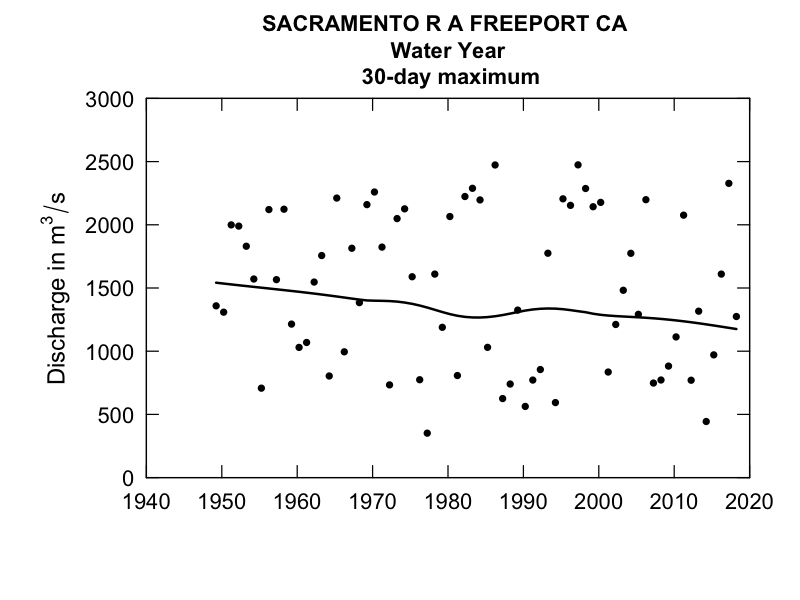 SACRAMENTO R A FREEPORT CA
Water Year
30-day maximum
3000
2500
2000
1500
1000
500
0
Discharge in m³/s
1940 1950 1960 1970 1980 1990 2000 2010 2020